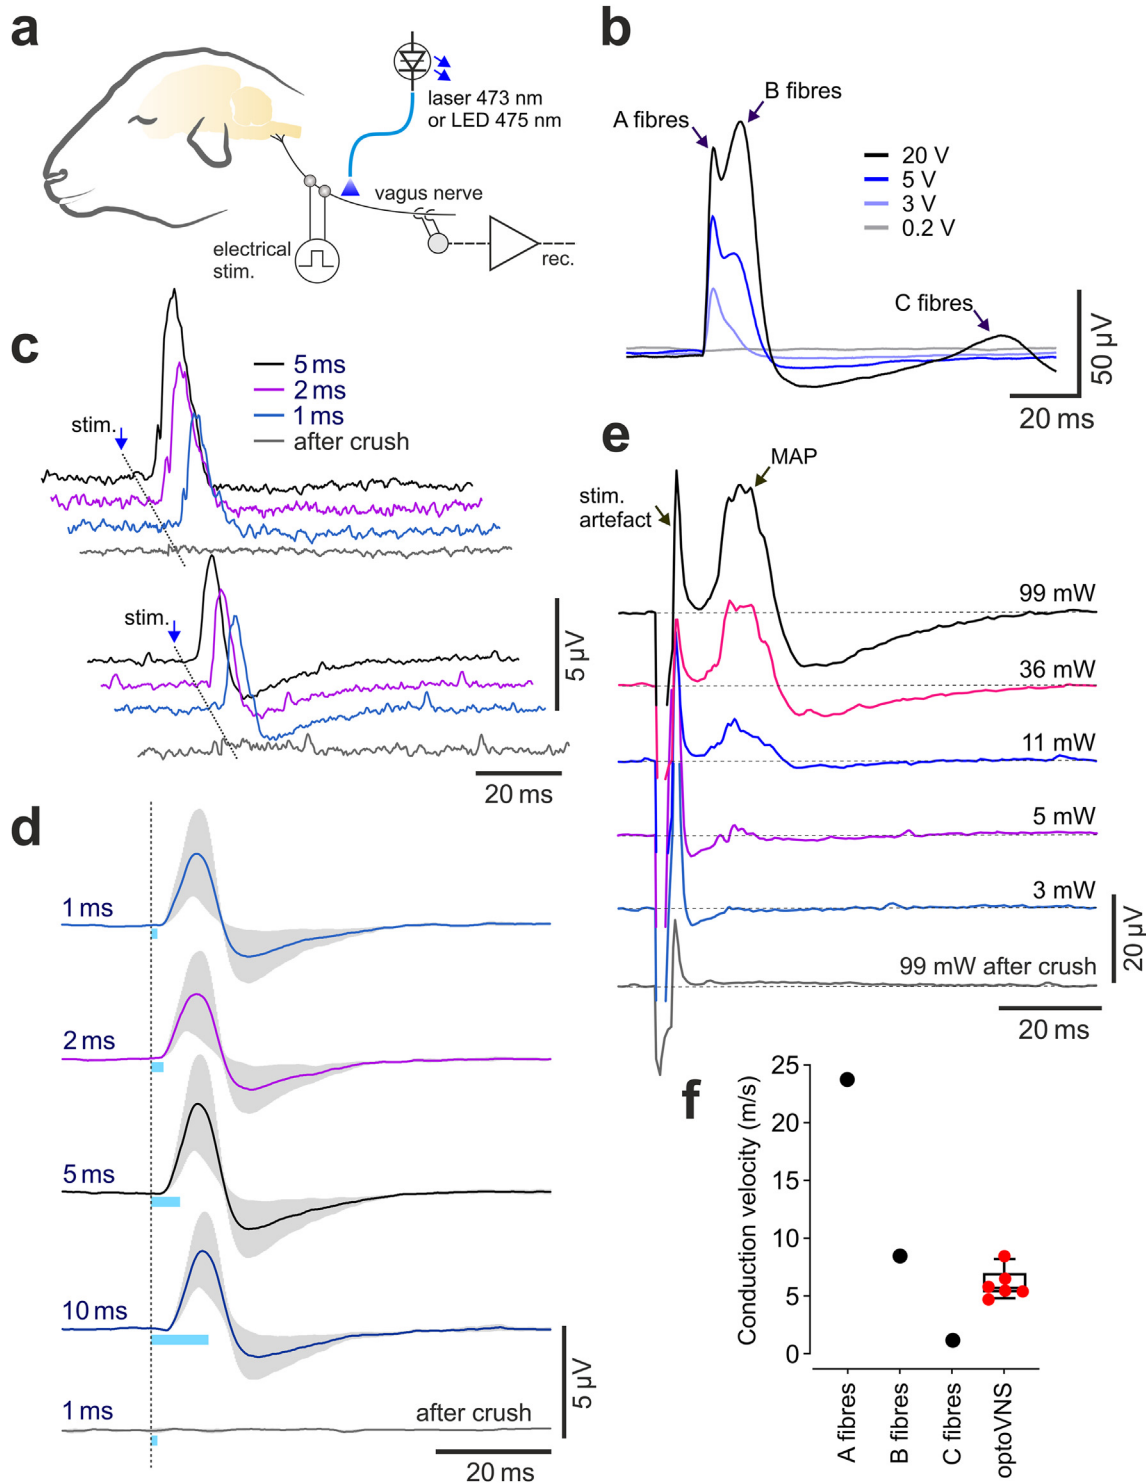 a
laser 473 nm
or LED 475 nm
vagus nerve
electrical
stim.
rec.
b
A fibres
B fibres
20 V
5 V
3 V
0.2 V
C fibres
50 µV
20 ms
c
5 ms
2 ms
1 ms
after crush
stim.
stim.
5 µV
20 ms
d
1 ms
2 ms
5 ms
10 ms
1 ms
after crush
5 µV
20 ms
e
MAP
stim.
artefact
99 mW
36 mW
11 mW
5 mW
3 mW
99 mW after crush
20 µV
20 ms
f
Conduction velocity (m/s)
25
20
15
10
5
0
A fibres
B fibres
C fibres
optoVNS